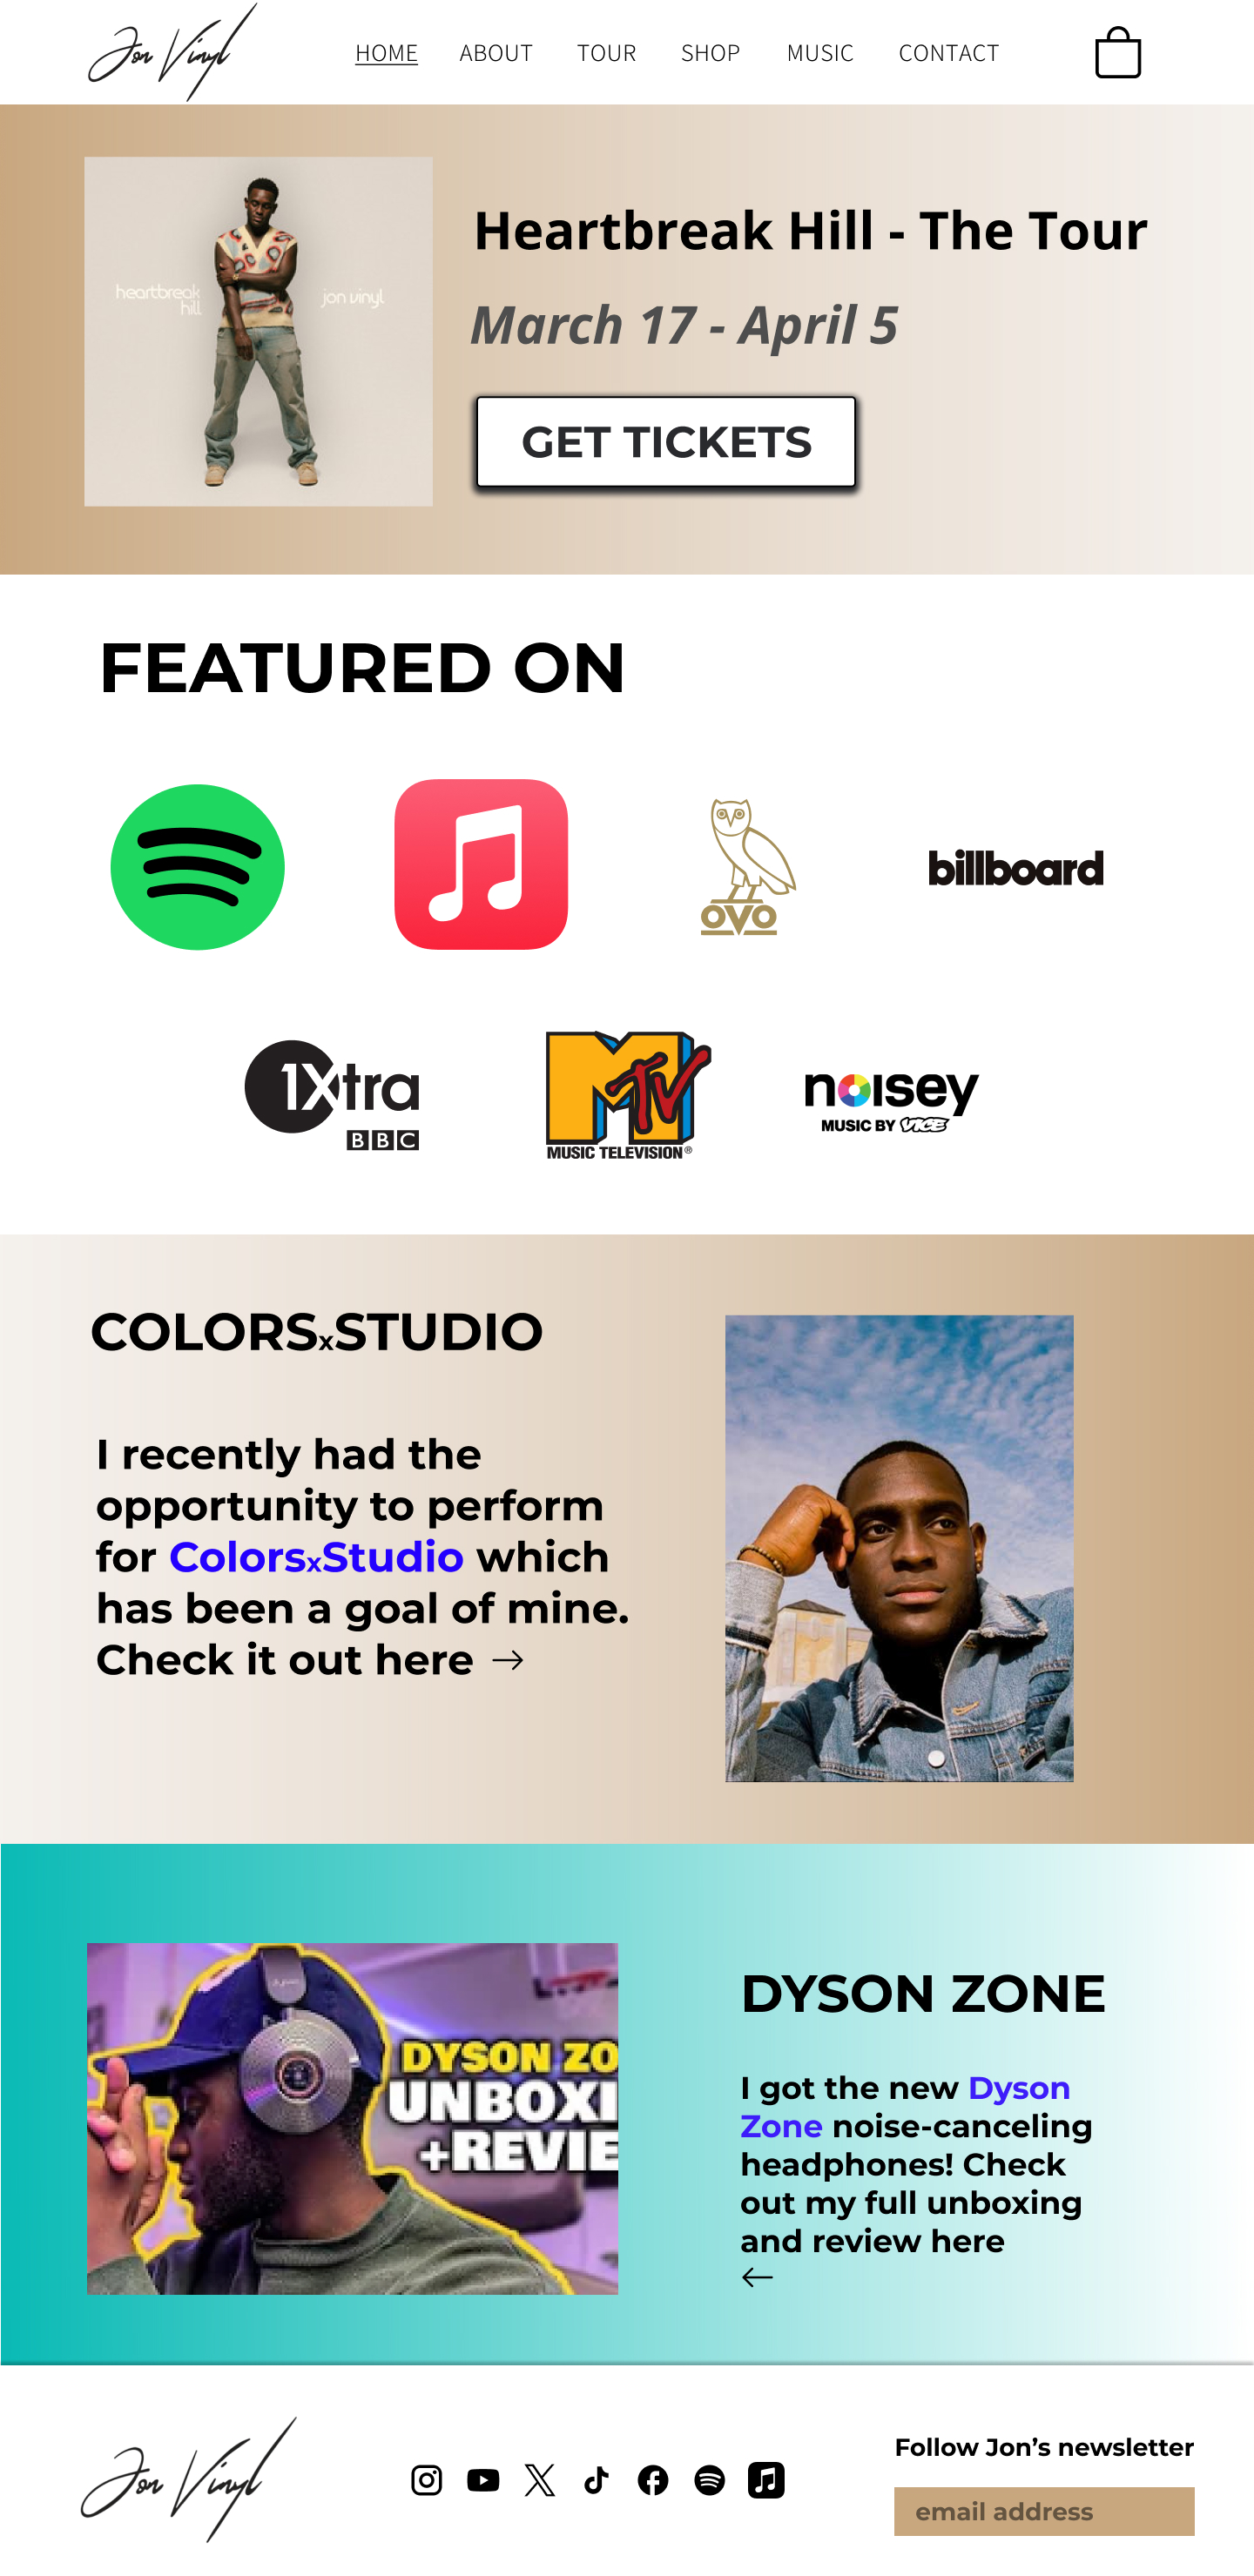 Jon Vinyl
HOME ABOUT TOUR SHOP MUSIC CONTACT
heartbreak
hill
jon vinyl
Heartbreak Hill - The Tour
March 17 - April 5
GET TICKETS
FEATURED ON
OVO
billboard
1Xtra
BBC
MTV
MUSIC TELEVISION®
noisey
MUSIC BY VICE
COLORSxSTUDIO
I recently had the
opportunity to perform
for ColorsxStudio which
has been a goal of mine.
Check it out here →
dyson
DYSON ZO
UNBOXI
+REVIE
DYSON ZONE
I got the new Dyson
Zone noise-canceling
headphones! Check
out my full unboxing
and review here
←
Jon Vinyl
Follow Jon’s newsletter
email address